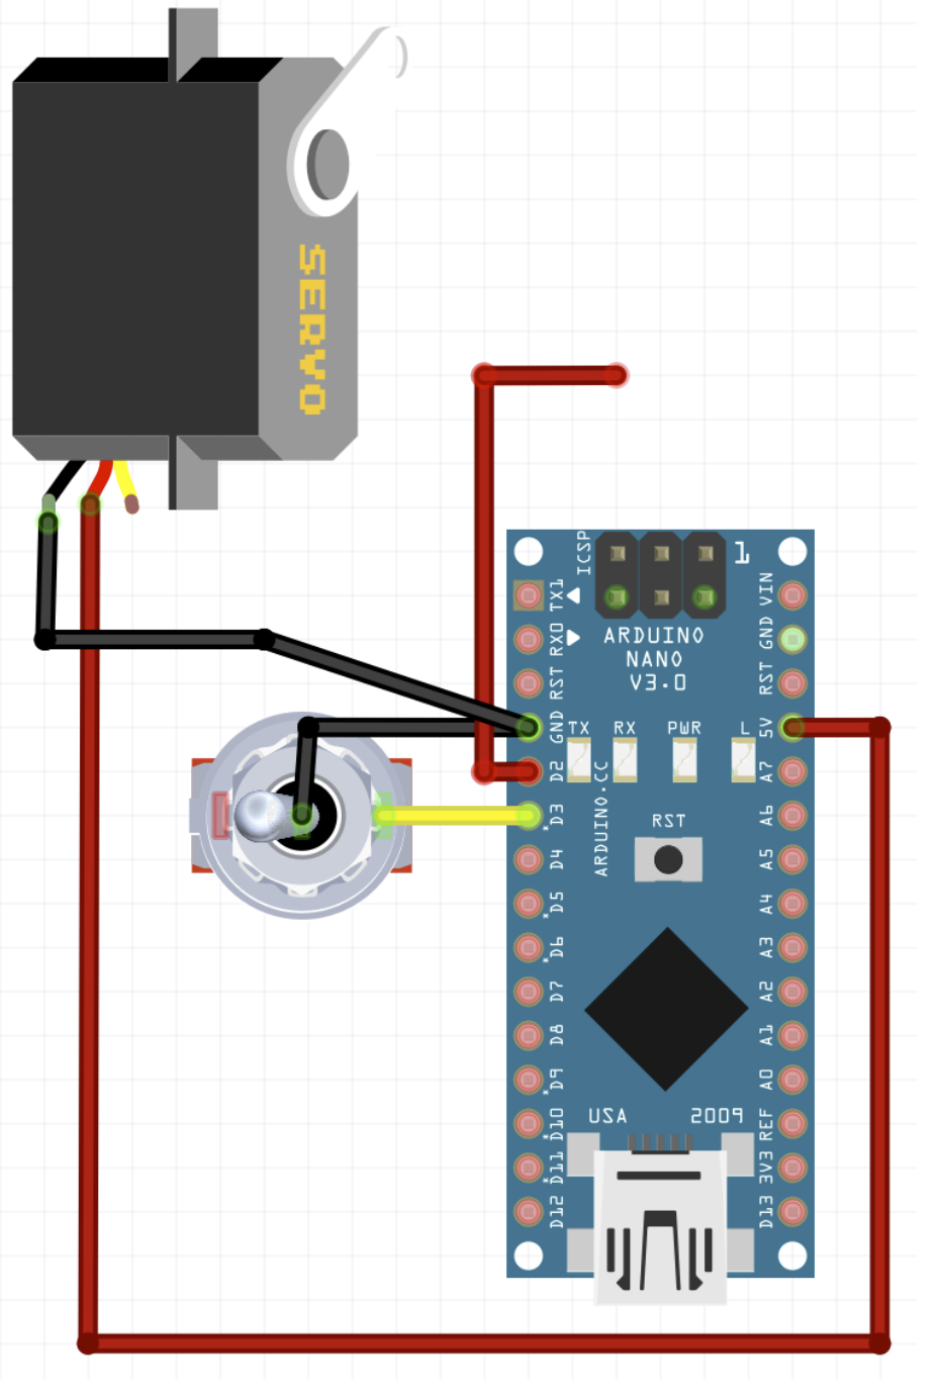 SERVO
ICSP
1
TX1
RX0
RST
GND
D2
*D3
D4
*D5
*D6
D7
D8
*D9
*D10
*D11
D12
ARDUINO
NANO
V3.0
TX
RX
PWR
L
ARDUINO.CC
RST
USA
2009
VIN
GND
RST
5V
A7
A6
A5
A4
A3
A2
A1
A0
REF
3V3
D13